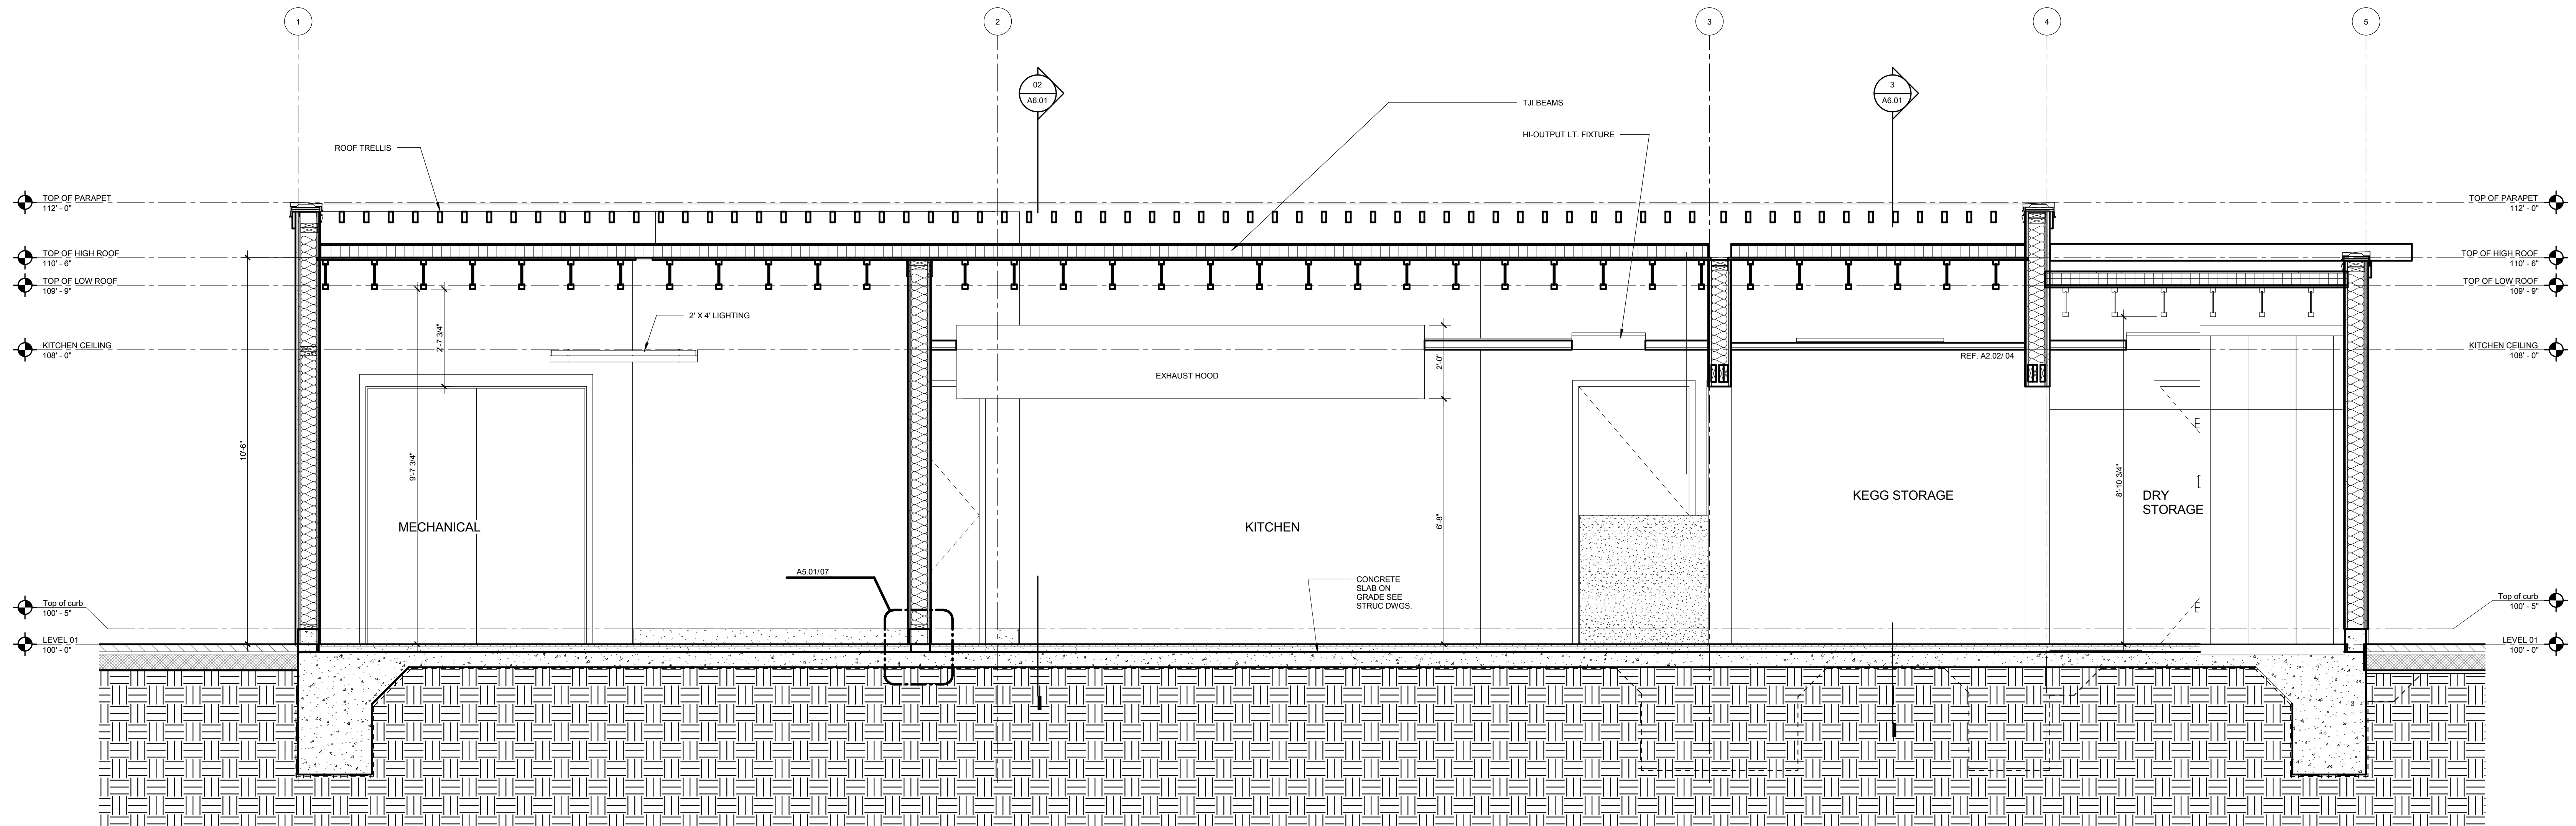 1
2
3
4
5
02
A6.01
3
A6.01
TJI BEAMS
HI-OUTPUT LT. FIXTURE
ROOF TRELLIS
TOP OF PARAPET
112' - 0"
TOP OF PARAPET
112' - 0"
TOP OF HIGH ROOF
110' - 6"
TOP OF HIGH ROOF
110' - 6"
TOP OF LOW ROOF
109' - 9"
TOP OF LOW ROOF
109' - 9"
2' X 4' LIGHTING
2'-7 3/4"
KITCHEN CEILING
108' - 0"
KITCHEN CEILING
108' - 0"
REF. A2.02/ 04
2'-0"
EXHAUST HOOD
10'-6"
9'-7 3/4"
8'-10 3/4"
6'-8"
MECHANICAL
KITCHEN
KEGG STORAGE
DRY
STORAGE
A5.01/07
CONCRETE
SLAB ON
GRADE SEE
STRUC DWGS.
Top of curb
100' - 5"
Top of curb
100' - 5"
LEVEL 01
100' - 0"
LEVEL 01
100' - 0"